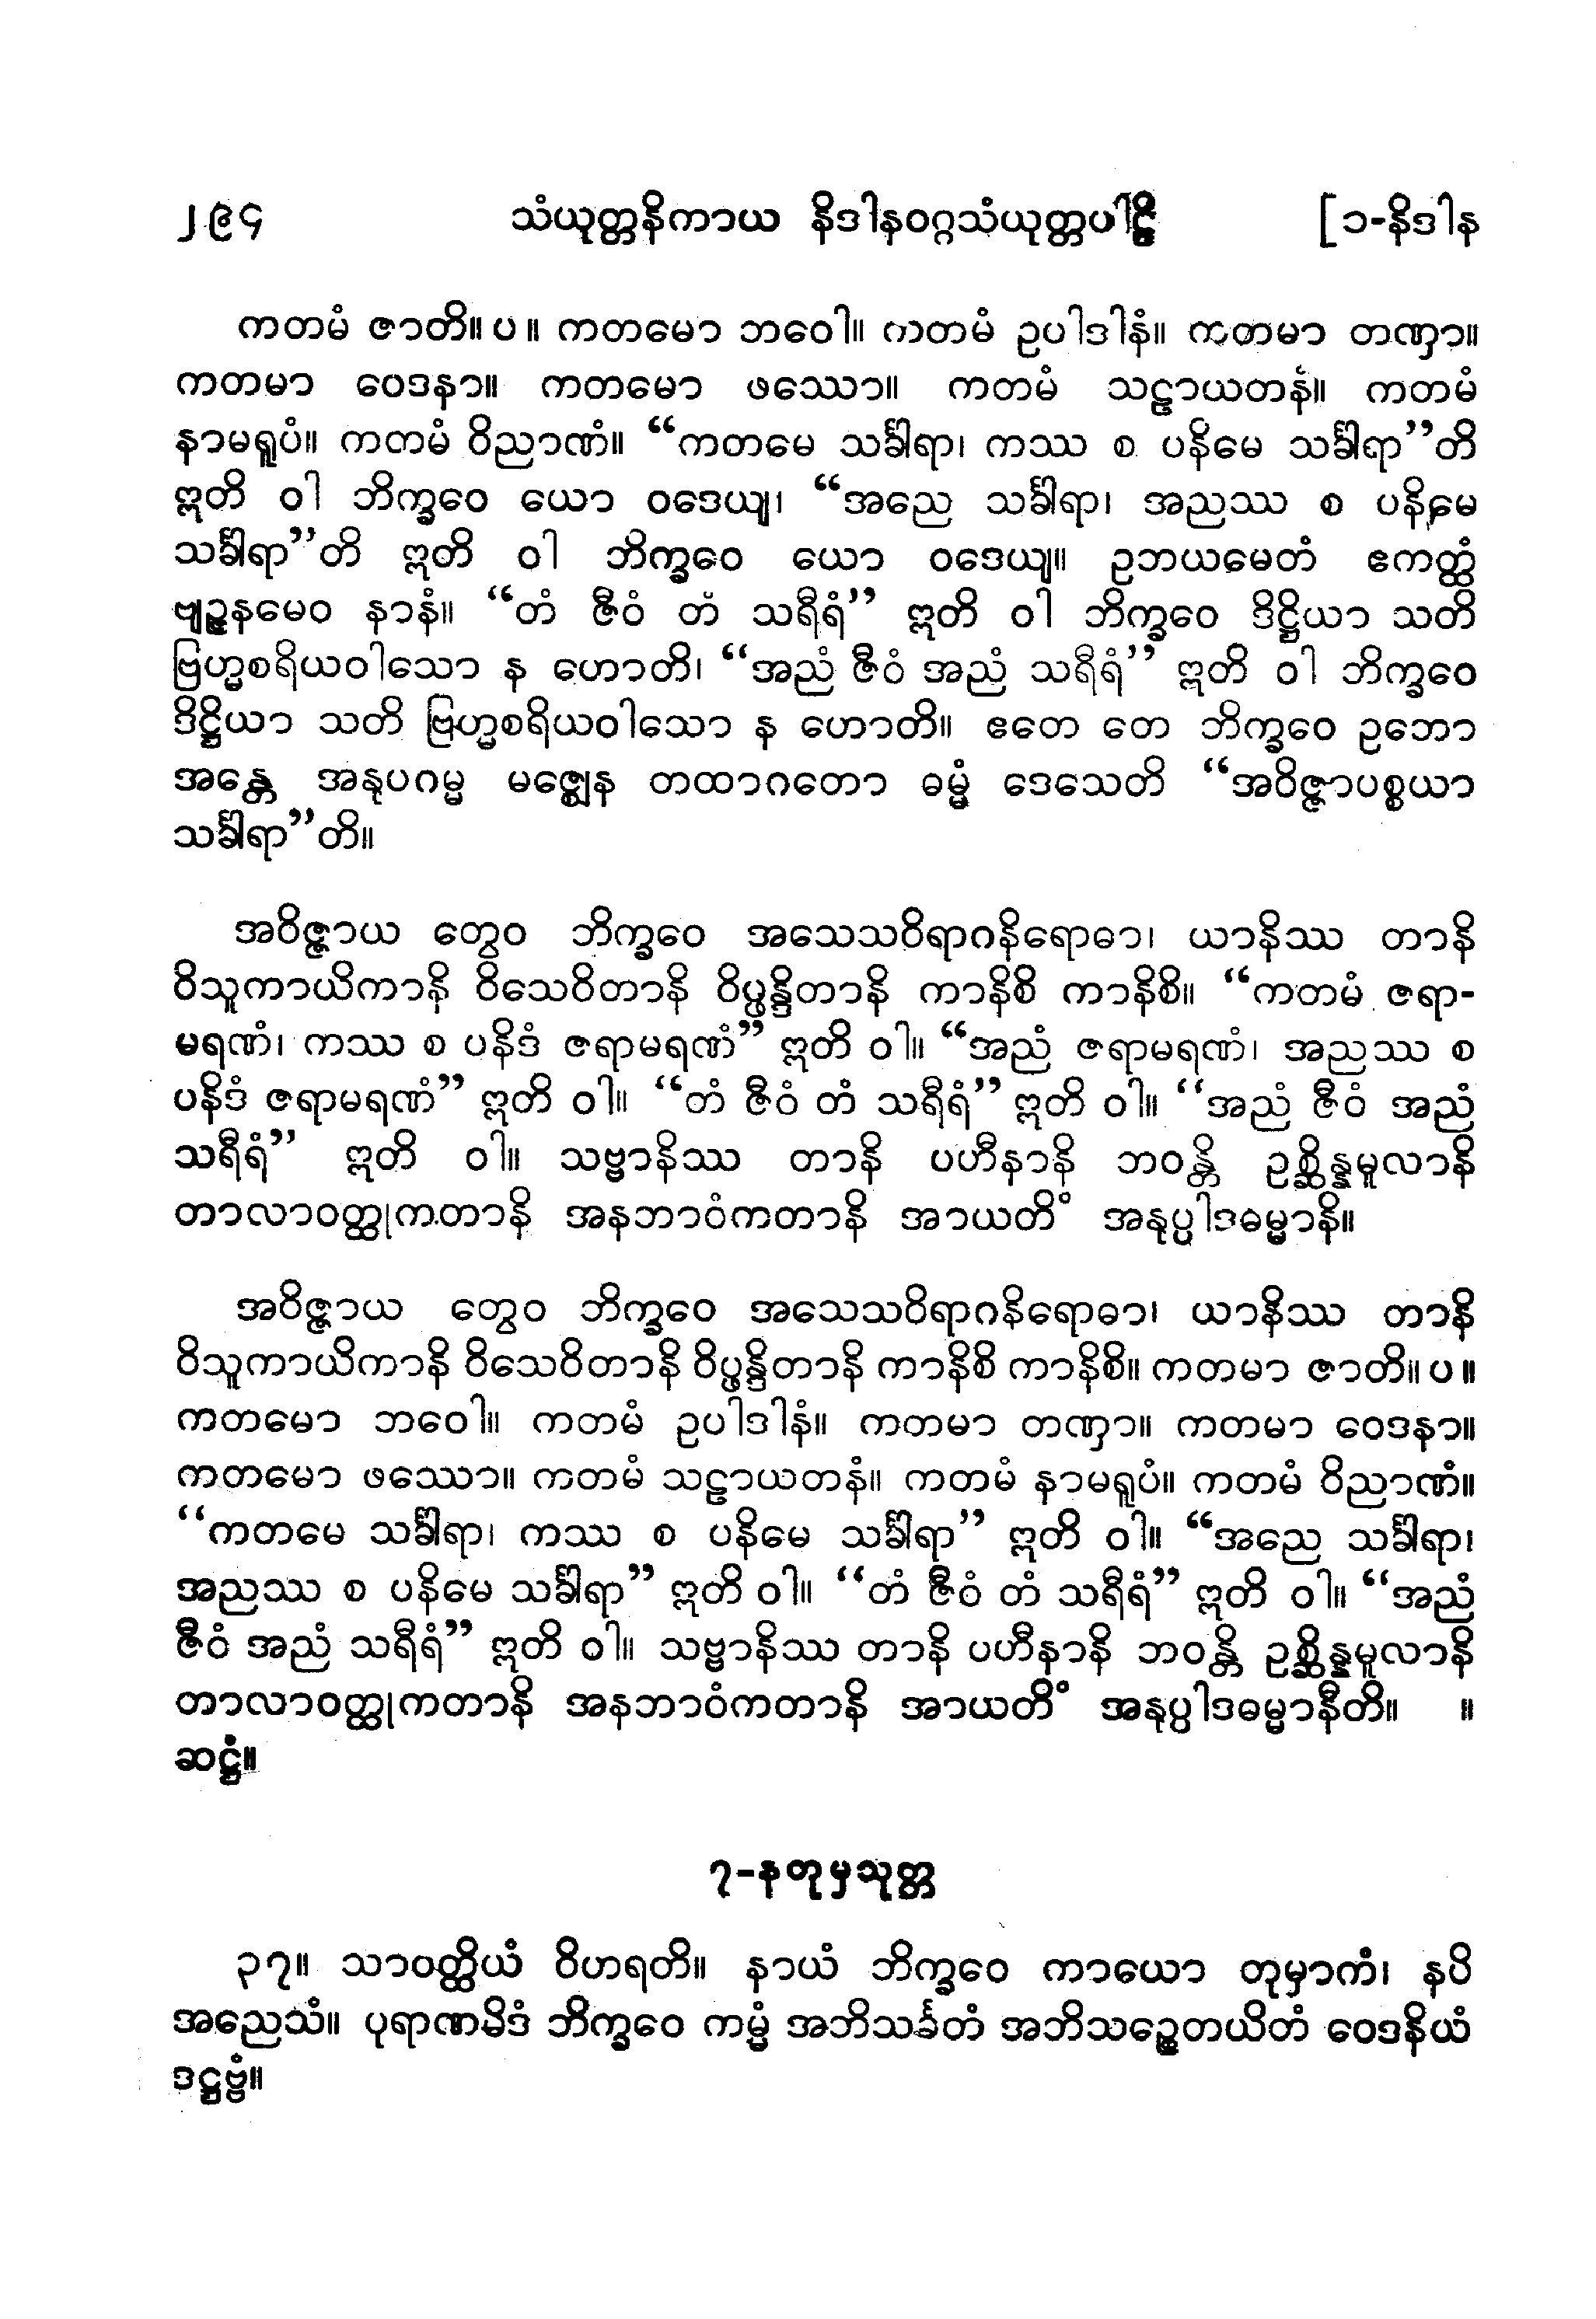 ၂၉၄ သံယုတ္တနိကာယ နိဒါနဝဂ္ဂသံယုတ္တပါဠိ [၁-နိဒါန
ကတမံ ဇာတိ။ပ။ ကတမော ဘဝေါ။ ကတမံ ဥပါဒါနံ။ ကတမာ တဏှာ။
ကတမာ ဝေဒနာ။ ကတမော ဖဿော။ ကတမံ သဠာယတနံ။ ကတမံ
နာမရူပံ။ ကတမံ ဝိညာဏံ။ “ကတမေ သင်္ခါရာ၊ ကဿ စ ပနိမေ သင်္ခါရာ”တိ
ဣတိ ဝါ ဘိက္ခဝေ ယော ဝဒေယျ၊ “အညေ သင်္ခါရာ၊ အညဿ စ ပနိမေ
သင်္ခါရာ”တိ ဣတိ ဝါ ဘိက္ခဝေ ယော ဝဒေယျ။ ဥဘယမေတံ ဧကတ္ထံ
ဗျဉ္ဇနမေဝ နာနံ။ “တံ ဇီဝံ တံ သရီရံ” ဣတိ ဝါ ဘိက္ခဝေ ဒိဋ္ဌိယာ သတိ
ဗြဟ္မစရိယဝါသော န ဟောတိ၊ “အညံ ဇီဝံ အညံ သရီရံ” ဣတိ ဝါ ဘိက္ခဝေ
ဒိဋ္ဌိယာ သတိ ဗြဟ္မစရိယဝါသော န ဟောတိ။ ဧတေ တေ ဘိက္ခဝေ ဥဘော
အန္တေ အနုပဂမ္မ မဇ္ဈေန တထာဂတော ဓမ္မံ ဒေသေတိ “အဝိဇ္ဇာပစ္စယာ
သင်္ခါရာ”တိ။
အဝိဇ္ဇာယ တွေဝ ဘိက္ခဝေ အသေသဝိရာဂနိရောဓာ၊ ယာနိဿ တာနိ
ဝိသူကာယိကာနိ ဝိသေဝိတာနိ ဝိပ္ဖန္ဒိတာနိ ကာနိစိ ကာနိစိ။ “ကတမံ ဇရာ-
မရဏံ၊ ကဿ စ ပနိဒံ ဇရာမရဏံ” ဣတိ ဝါ။ “အညံ ဇရာမရဏံ၊ အညဿ စ
ပနိဒံ ဇရာမရဏံ” ဣတိ ဝါ။ “တံ ဇီဝံ တံ သရီရံ” ဣတိ ဝါ။ “အညံ ဇီဝံ အညံ
သရီရံ” ဣတိ ဝါ။ သဗ္ဗာနိဿ တာနိ ပဟီနာနိ ဘဝန္တိ ဥစ္ဆိန္နမူလာနိ
တာလာဝတ္ထုကတာနိ အနဘာဝံကတာနိ အာယတိံ အနုပ္ပါဒဓမ္မာနိ။
အဝိဇ္ဇာယ တွေဝ ဘိက္ခဝေ အသေသဝိရာဂနိရောဓာ၊ ယာနိဿ တာနိ
ဝိသူကာယိကာနိ ဝိသေဝိတာနိ ဝိပ္ဖန္ဒိတာနိ ကာနိစိ ကာနိစိ။ ကတမာ ဇာတိ။ပ။
ကတမော ဘဝေါ။ ကတမံ ဥပါဒါနံ။ ကတမာ တဏှာ။ ကတမာ ဝေဒနာ။
ကတမော ဖဿော။ ကတမံ သဠာယတနံ။ ကတမံ နာမရူပံ။ ကတမံ ဝိညာဏံ။
“ကတမေ သင်္ခါရာ၊ ကဿ စ ပနိမေ သင်္ခါရာ” ဣတိ ဝါ။ “အညေ သင်္ခါရာ၊
အညဿ စ ပနိမေ သင်္ခါရာ” ဣတိ ဝါ။ “တံ ဇီဝံ တံ သရီရံ” ဣတိ ဝါ။ “အညံ
ဇီဝံ အညံ သရီရံ” ဣတိ ဝါ။ သဗ္ဗာနိဿ တာနိ ပဟီနာနိ ဘဝန္တိ ဥစ္ဆိန္နမူလာနိ
တာလာဝတ္ထုကတာနိ အနဘာဝံကတာနိ အာယတိံ အနုပ္ပါဒဓမ္မာနီတိ။ ။
ဆဋ္ဌံ။
၇-နတုမှသုတ္တ
၃၇။ သာဝတ္ထိယံ ဝိဟရတိ။ နာယံ ဘိက္ခဝေ ကာယော တုမှာကံ၊ နပိ
အညေသံ။ ပုရာဏမိဒံ ဘိက္ခဝေ ကမ္မံ အဘိသင်္ခတံ အဘိသဉ္စေတယိတံ ဝေဒနိယံ
ဒဋ္ဌဗ္ဗံ။